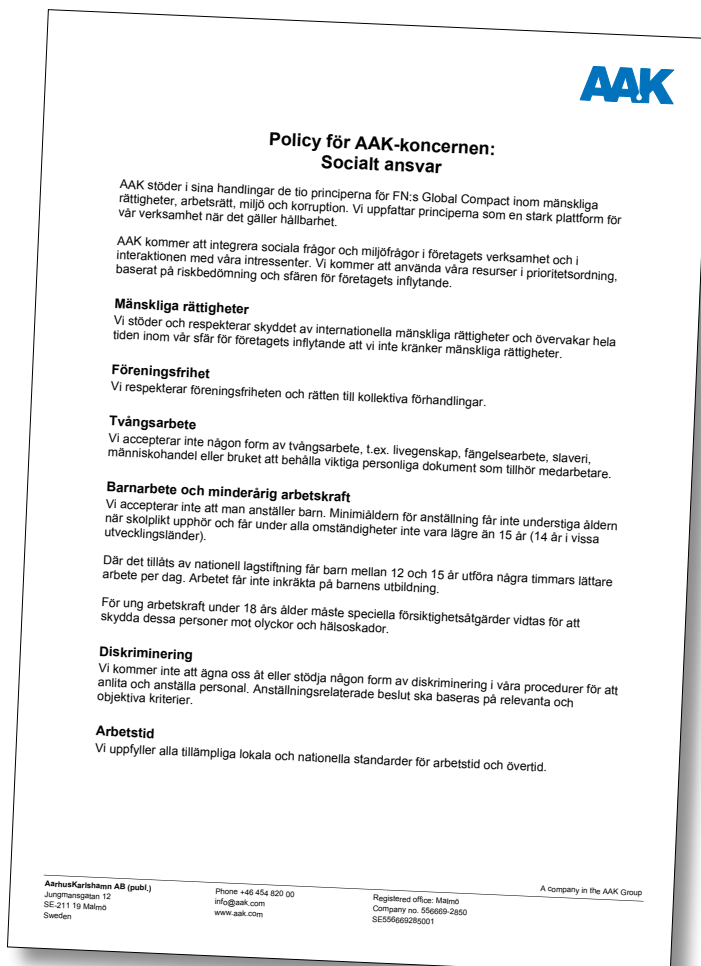 AAK
Policy för AAK-koncernen:
Socialt ansvar
AAK stöder i sina handlingar de tio principerna för FN:s Global Compact inom mänskliga
rättigheter, arbetsrätt, miljö och korruption. Vi uppfattar principerna som en stark plattform för
vår verksamhet när det gäller hållbarhet.
AAK kommer att integrera sociala frågor och miljöfrågor i företagets verksamhet och i
interaktionen med våra intressenter. Vi kommer att använda våra resurser i prioritetsordning,
baserat på riskbedömning och sfären för företagets inflytande.
Mänskliga rättigheter
Vi stöder och respekterar skyddet av internationella mänskliga rättigheter och övervakar hela
tiden inom vår sfär för företagets inflytande att vi inte kränker mänskliga rättigheter.
Föreningsfrihet
Vi respekterar föreningsfriheten och rätten till kollektiva förhandlingar.
Tvångsarbete
Vi accepterar inte någon form av tvångsarbete, t.ex. livegenskap, fängelsearbete, slaveri,
människohandel eller bruket att behålla viktiga personliga dokument som tillhör medarbetare.
Barnarbete och minderårig arbetskraft
Vi accepterar inte att man anställer barn. Minimiåldern för anställning får inte understiga åldern
när skolplikt upphör och får under alla omständigheter inte vara lägre än 15 år (14 år i vissa
utvecklingsländer).
Där det tillåts av nationell lagstiftning får barn mellan 12 och 15 år utföra några timmars lättare
arbete per dag. Arbetet får inte inkräkta på barnens utbildning.
För ung arbetskraft under 18 års ålder måste speciella försiktighetsåtgärder vidtas för att
skydda dessa personer mot olyckor och hälsoskador.
Diskriminering
Vi kommer inte att ägna oss åt eller stödja någon form av diskriminering i våra procedurer för att
anlita och anställa personal. Anställningsrelaterade beslut ska baseras på relevanta och
objektiva kriterier.
Arbetstid
Vi uppfyller alla tillämpliga lokala och nationella standarder för arbetstid och övertid.
A company in the AAK Group
AarhusKarlshamn AB (publ.)
Jungmansgatan 12
SE-211 19 Malmö
Sweden
Phone +46 454 820 00
info@aak.com
www.aak.com
Registered office: Malmö
Company no. 556669-2850
SE556669285001